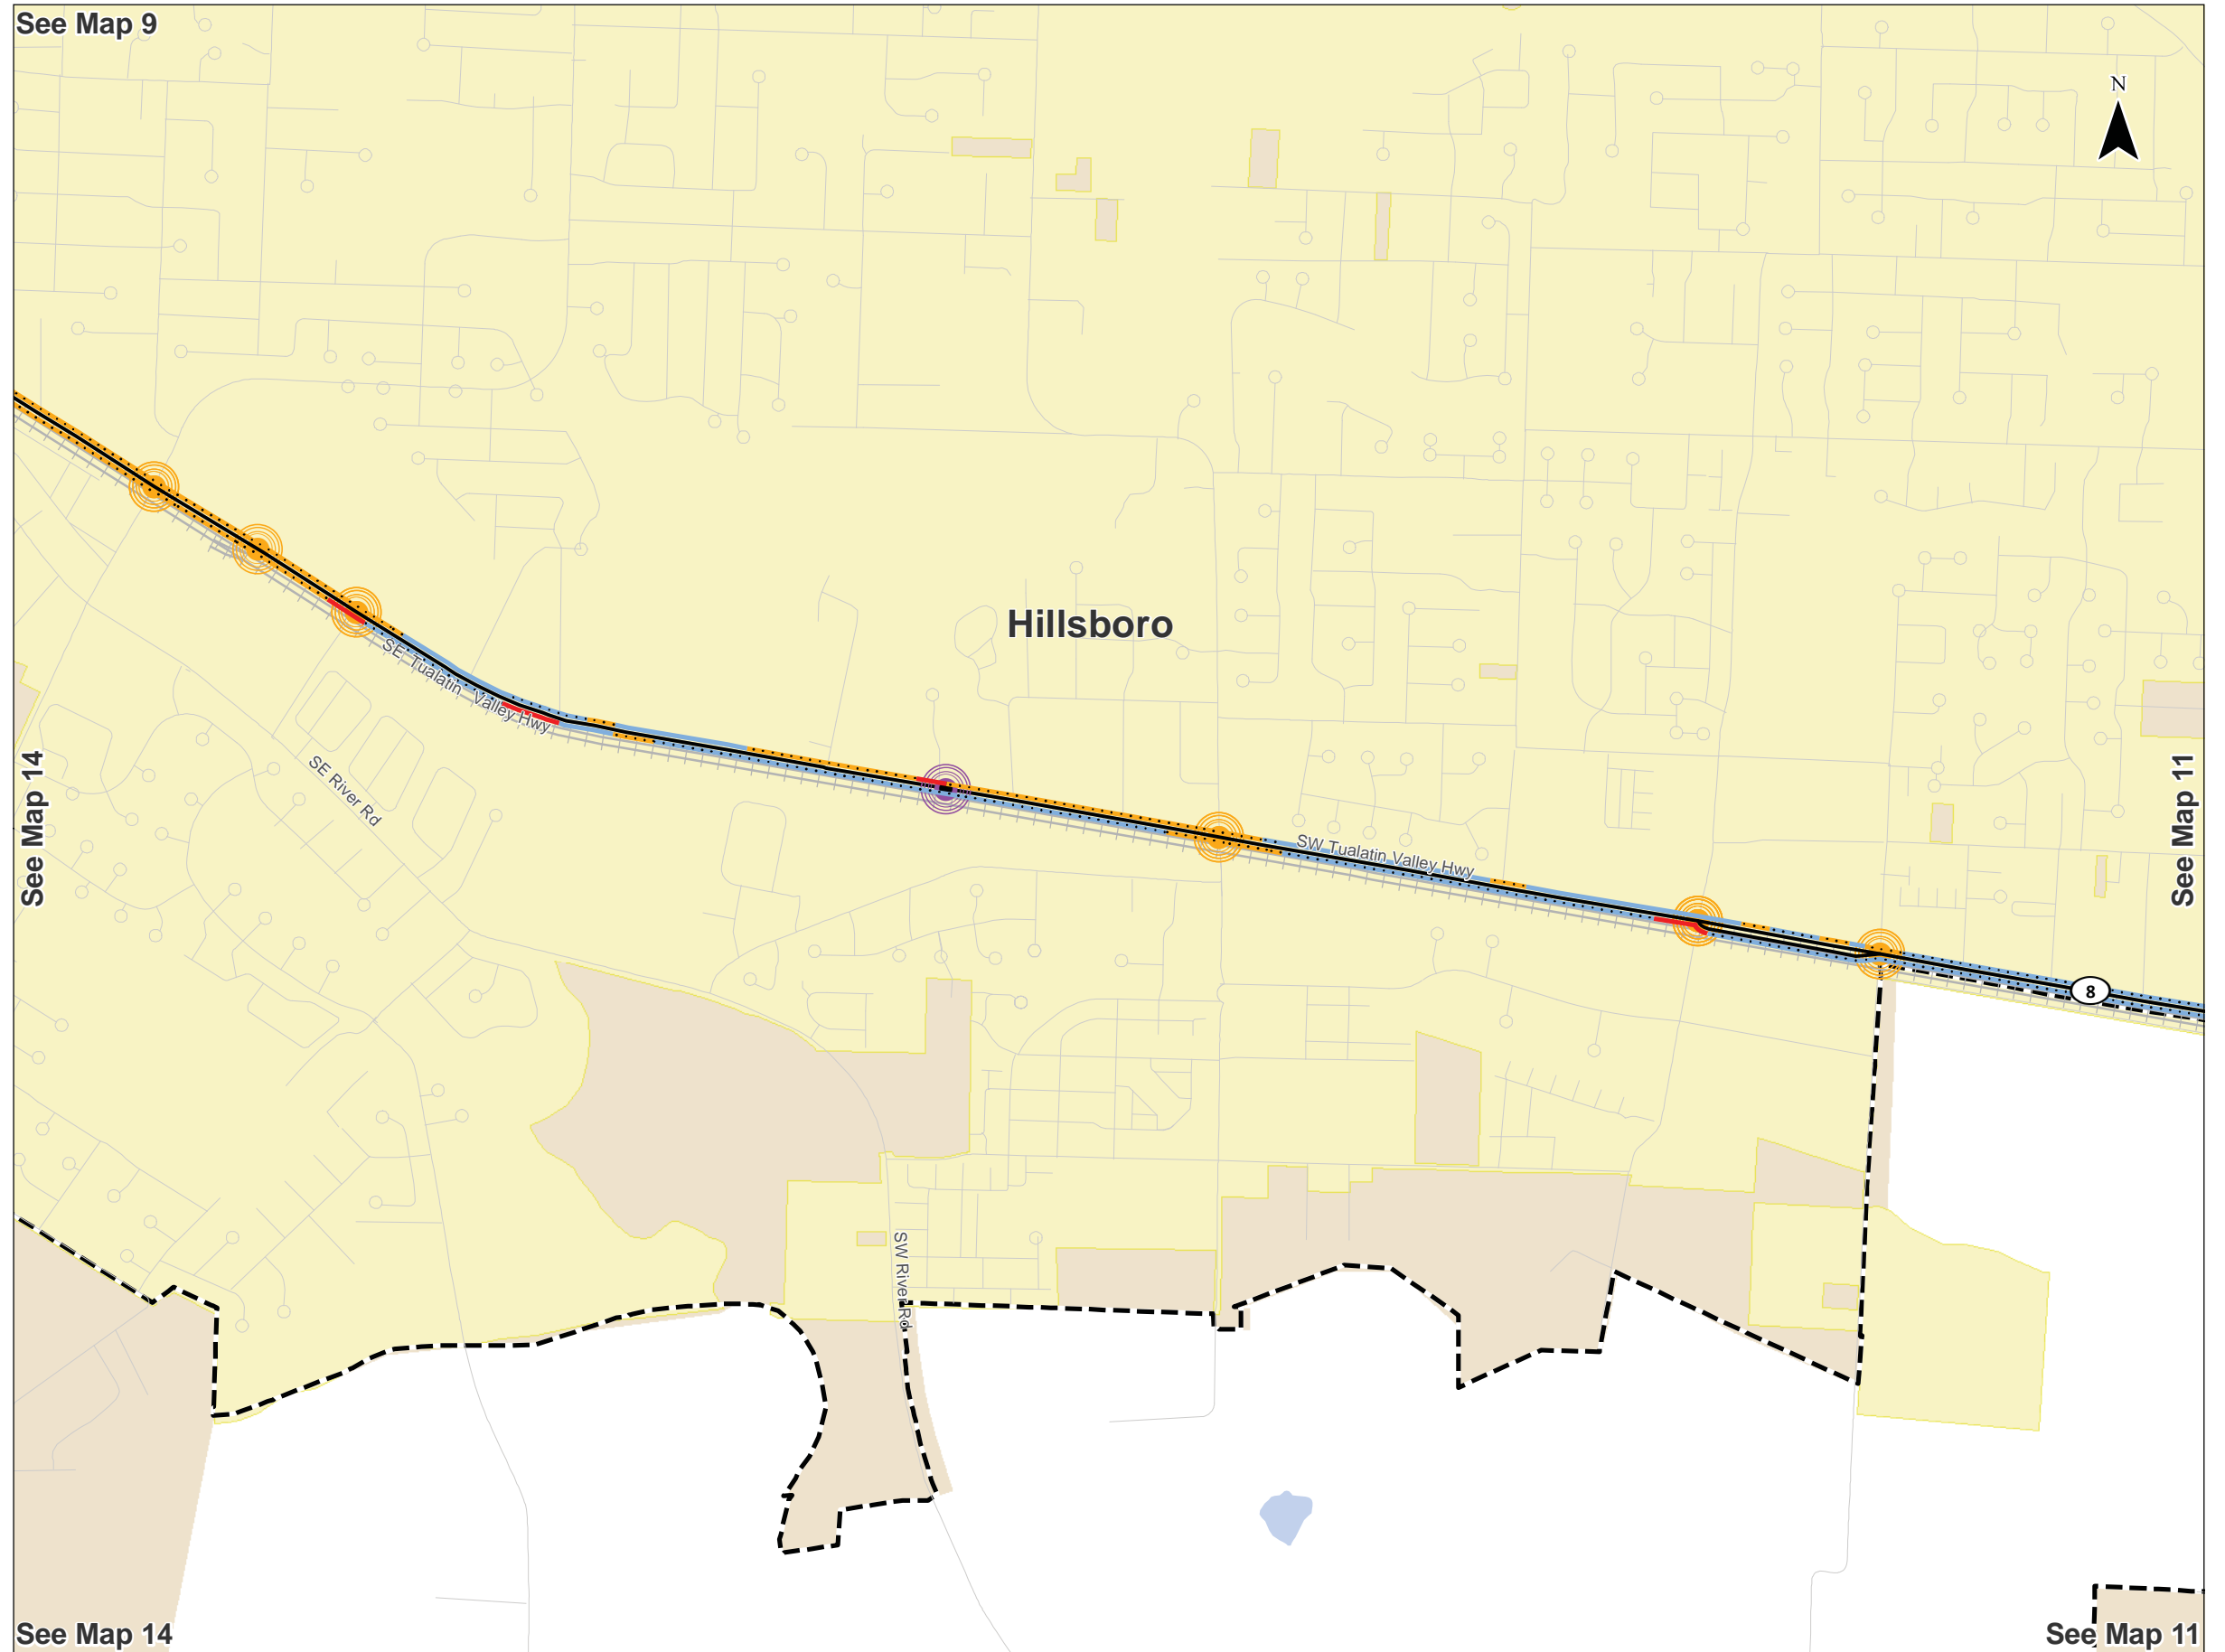 See Map 9
N
Hillsboro
SE Tualatin Valley Hwy
SE River Rd
See Map 14
See Map 11
SW Tualatin Valley Hwy
8
SW River Rd
See Map 14
See Map 11